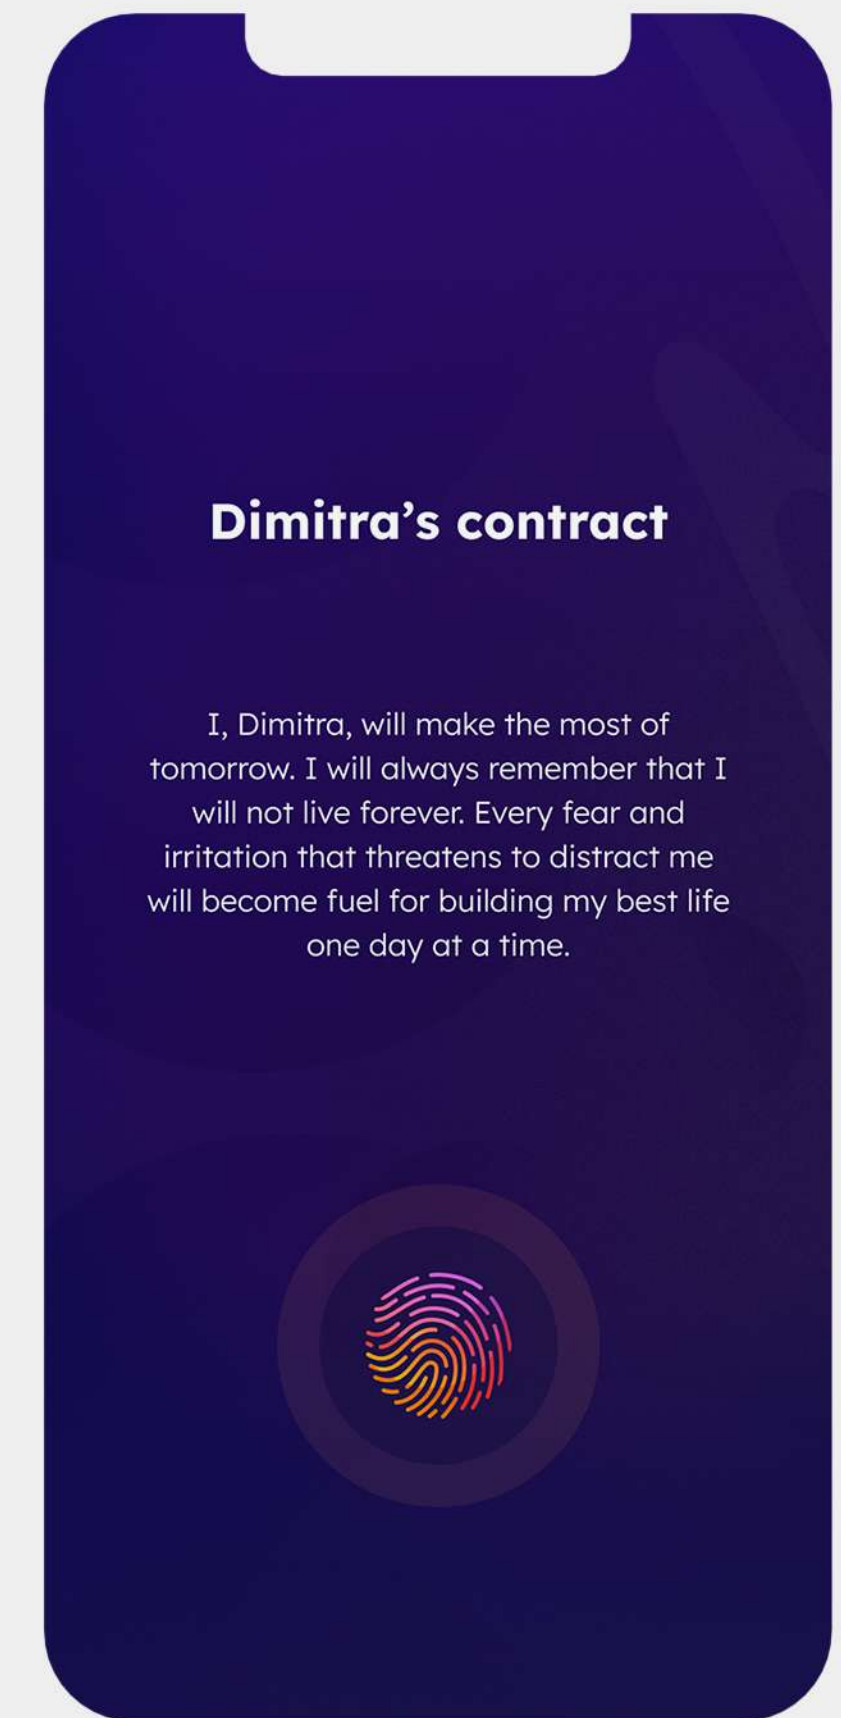 Dimitra’s contract
I, Dimitra, will make the most of
tomorrow. I will always remember that I
will not live forever. Every fear and
irritation that threatens to distract me
will become fuel for building my best life
one day at a time.